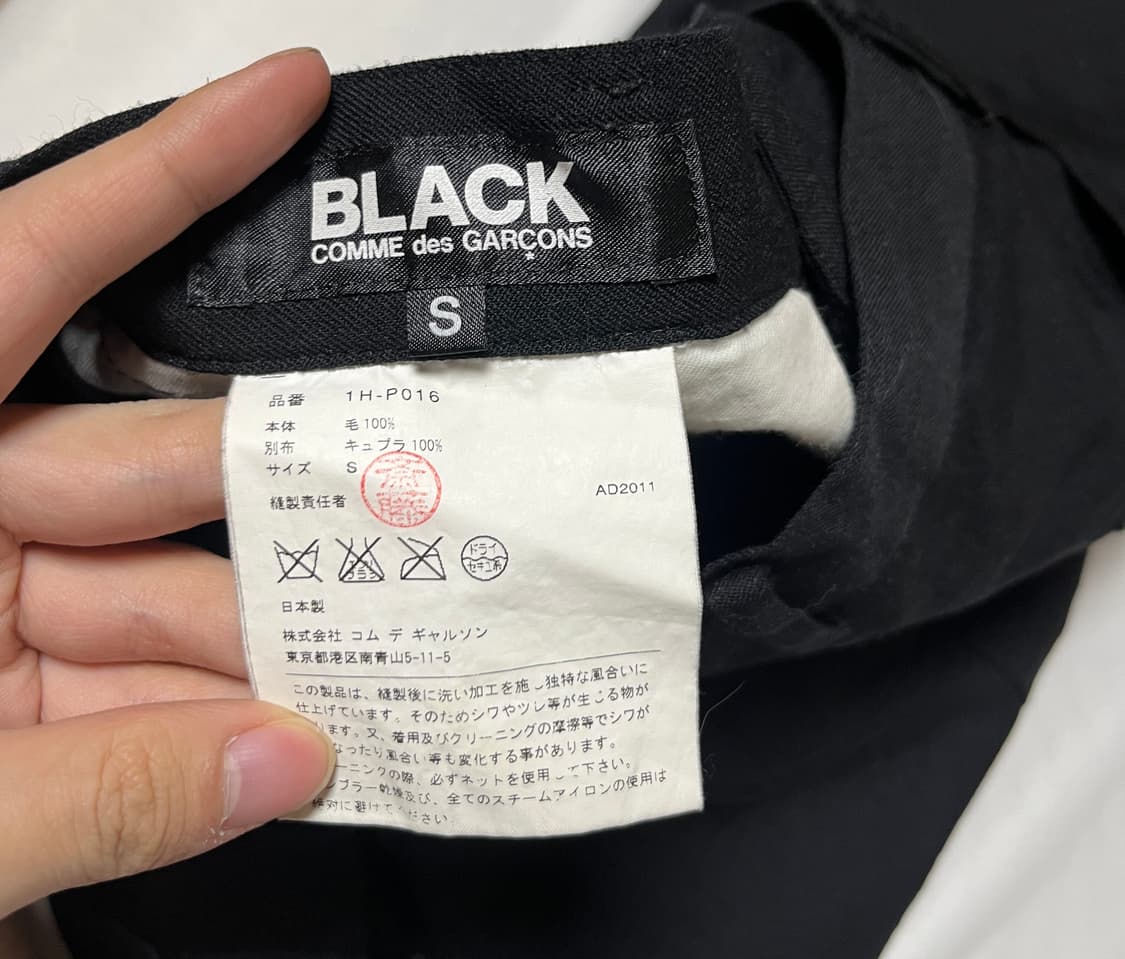 BLACK
COMME des GARÇONS
S
品番 1H-P016
本体 毛 100%
別布 キュプラ 100%
サイズ S
縫製責任者
AD2011
ドライ
セキユ系
日本製
株式会社 コム デ ギャルソン
東京都港区南青山5-11-5
この製品は、縫製後に洗い加工を施し独特な風合いに
仕上げています。そのためシワやツレ等が生じる物が
ります。又、着用及びクリーニングの摩擦等でシワが
なったり風合い等も変化する事があります。
ーニングの際、必ずネットを使用して下さい。
ンブラー乾燥及び、全てのスチームアイロンの使用は
絶対に避けてください。